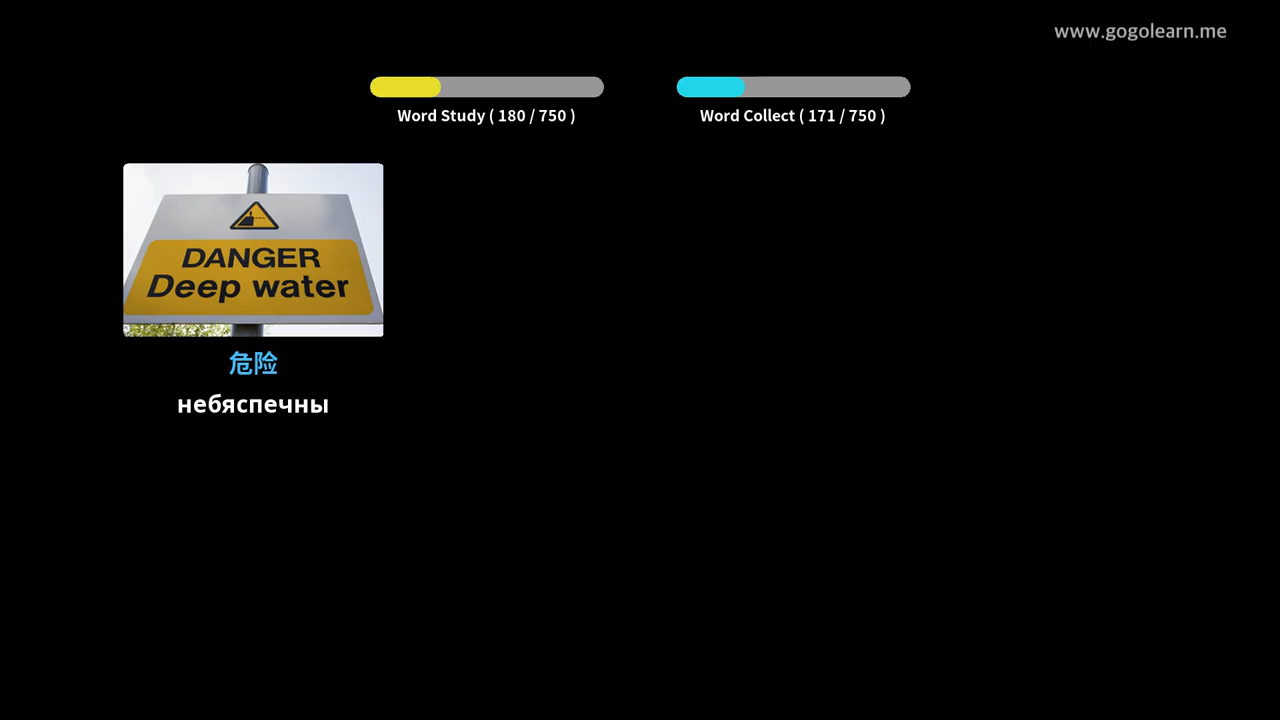 www.gogolearn.me
Word Study ( 180 / 750 )
Word Collect ( 171 / 750 )
DANGER
Deep water
危险
небяспечны